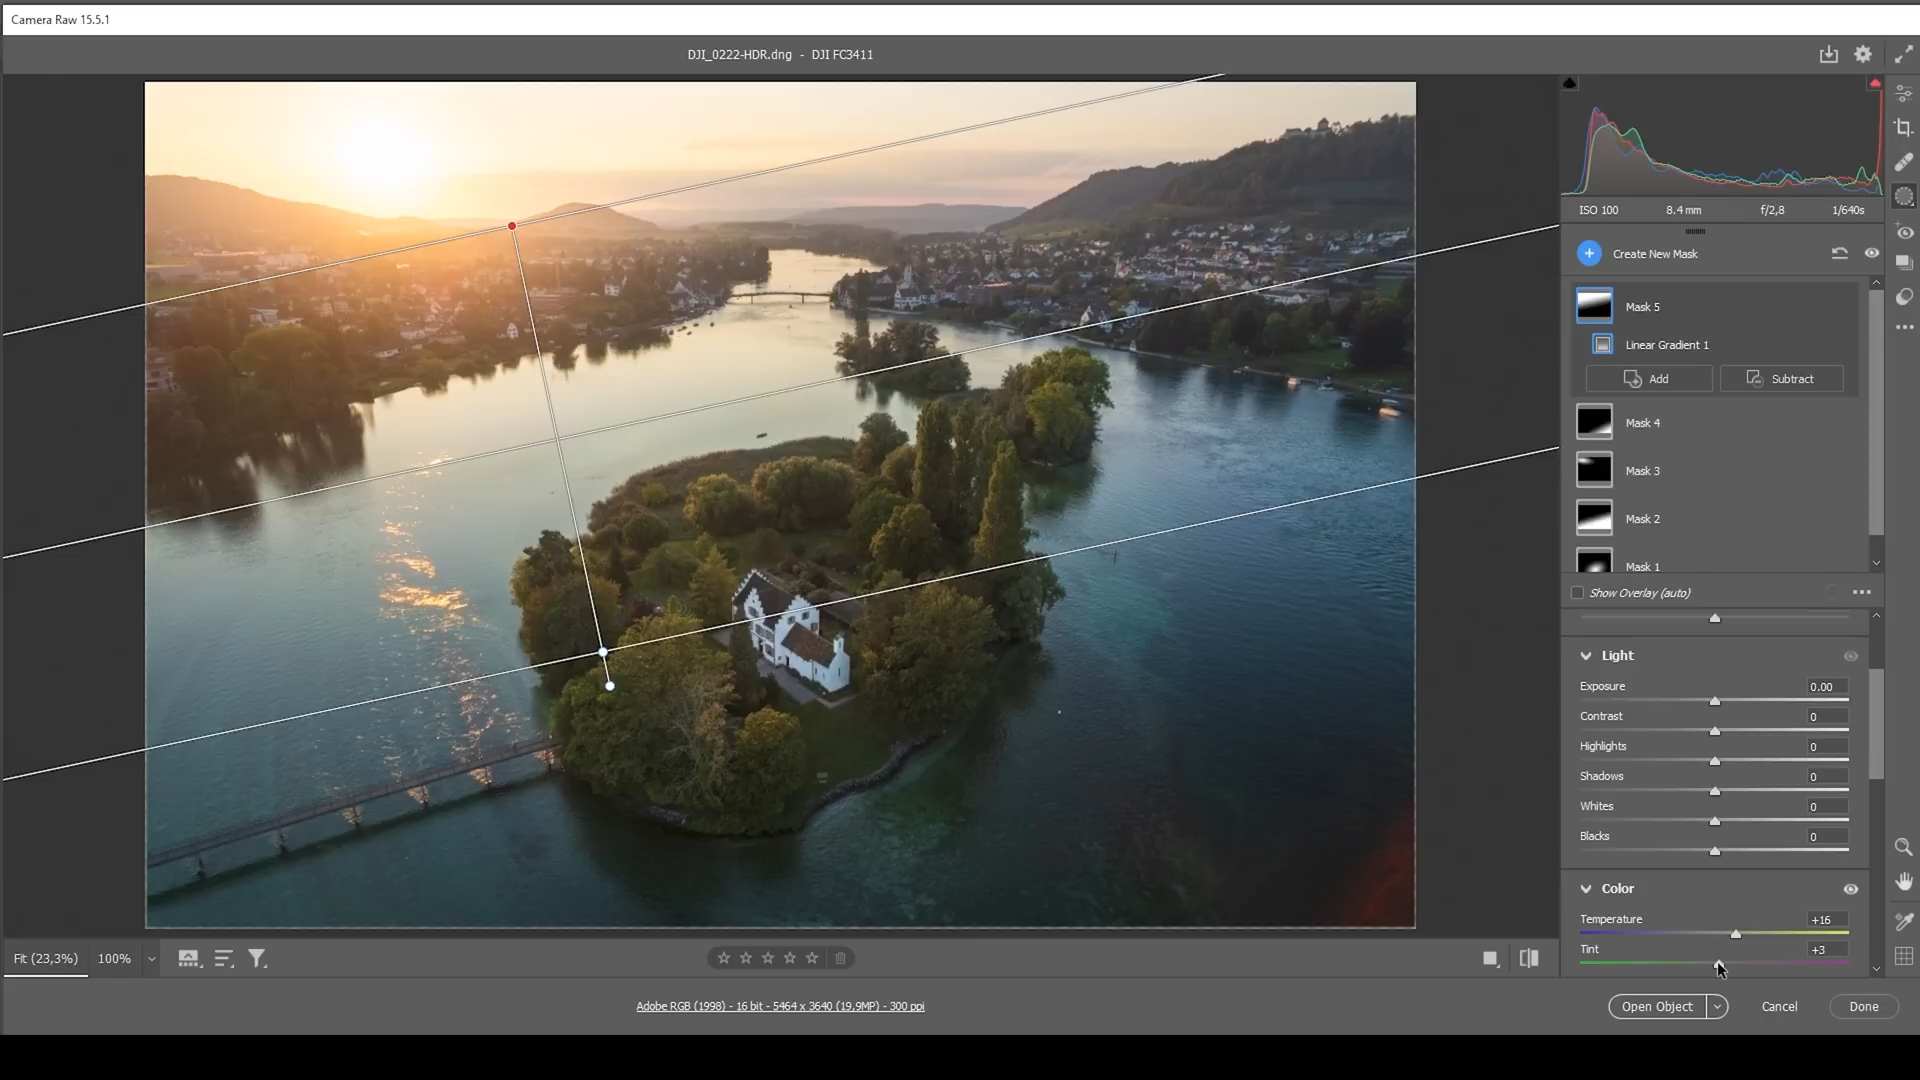 Camera Raw 15.5.1
DJI_0222-HDR.dng - DJI FC3411
ISO 100 8.4 mm f/2,8 1/640s
Create New Mask
Mask 5
Linear Gradient 1
Add Subtract
Mask 4
Mask 3
Mask 2
Mask 1
Show Overlay (auto)
Light
Exposure 0.00
Contrast 0
Highlights 0
Shadows 0
Whites 0
Blacks 0
Color
Temperature +16
Tint +3
Fit (23,3%) 100%
Adobe RGB (1998) - 16 bit - 5464 x 3640 (19,9MP) - 300 ppi
Open Object Cancel Done